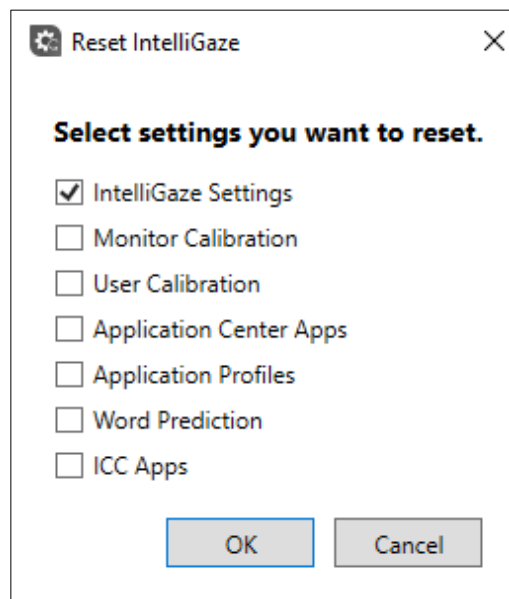 Reset IntelliGaze
Select settings you want to reset.
IntelliGaze Settings
Monitor Calibration
User Calibration
Application Center Apps
Application Profiles
Word Prediction
ICC Apps
OK Cancel